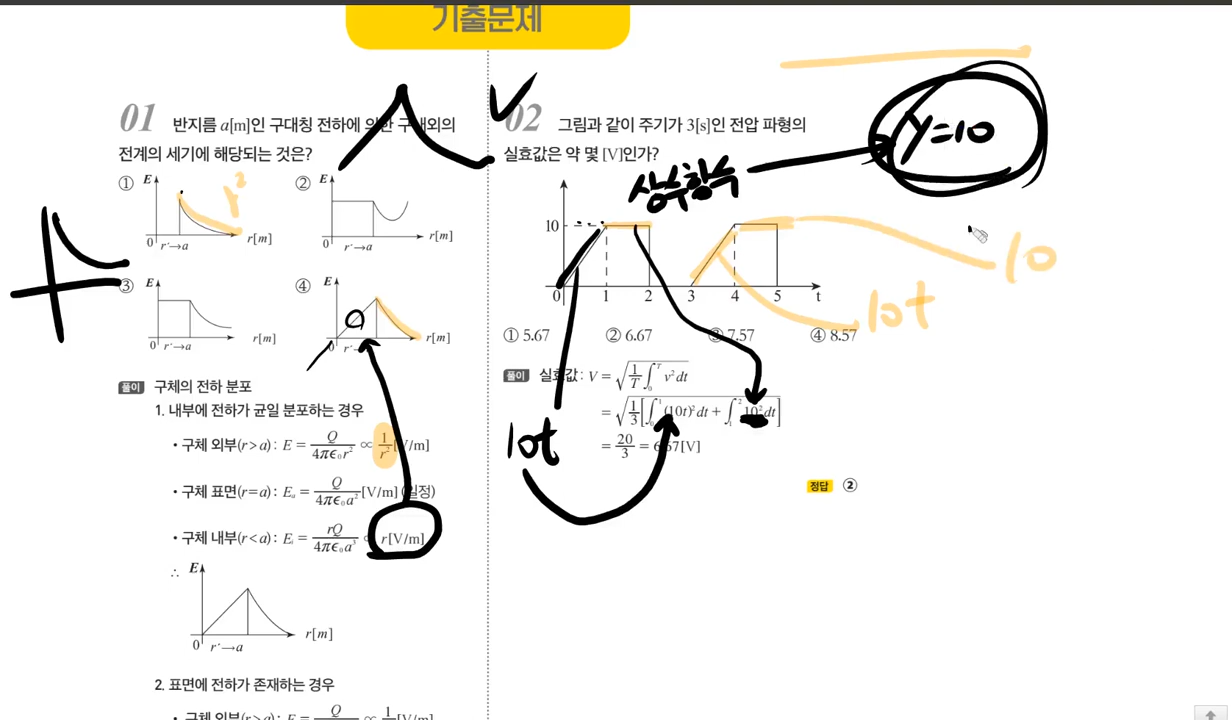 기출문제
01 반지름 a[m]인 구대칭 전하에 의한 구내외의
전계의 세기에 해당되는 것은?
① E r² 0 r´→a r[m]
② E 0 r´→a r[m]
③ E 0 r´→a r[m]
④ E 0 r´→ r[m]
풀이 구체의 전하 분포
1. 내부에 전하가 균일 분포하는 경우
• 구체 외부(r>a) : E = Q/4πϵ₀r² ∝ 1/r² [V/m]
• 구체 표면(r=a) : Eₐ = Q/4πϵ₀a² [V/m] (일정)
• 구체 내부(r<a) : Eᵢ = rQ/4πϵ₀a³ ∝ r[V/m]
∴ E 0 r´→a r[m]
2. 표면에 전하가 존재하는 경우
• 구체 외부(r>a) : E = Q ∝ 1 [V/m]
02 그림과 같이 주기가 3[s]인 전압 파형의
실효값은 약 몇 [V]인가?
상수함수
y=10
10
0 1 2 3 4 5 t
10
10t
① 5.67 ② 6.67 ③ 7.57 ④ 8.57
풀이 실효값 : V = √(1/T ∫₀ᵀ v²dt)
= √(1/3 [∫₀¹ (10t)²dt + ∫₁² 10²dt])
= 20/3 = 6.67[V]
10t
정답 ②